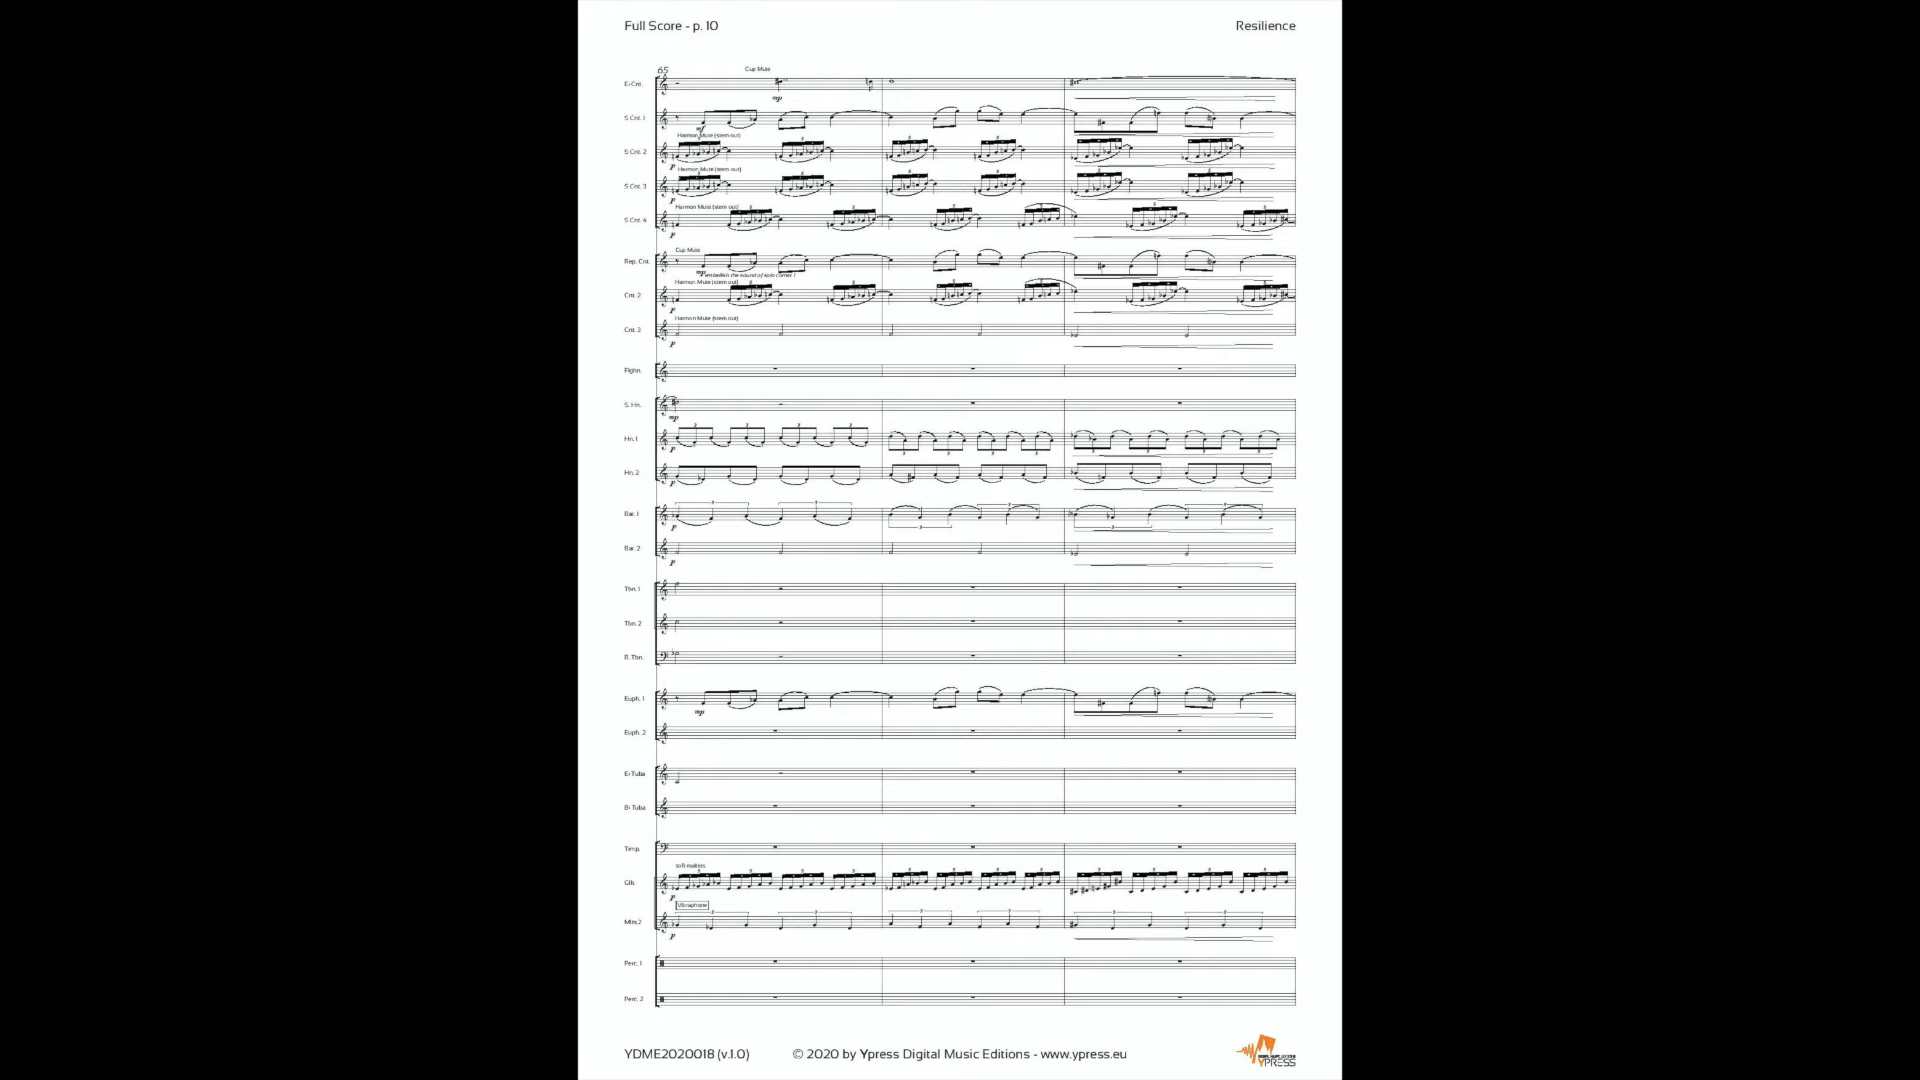 Full Score - p. 10
Resilience
65
Cup Mute
E♭ Cnt.
mp
S Cnt. 1
mf
Harmon Mute (stem out)
S Cnt. 2
p
Harmon Mute (stem out)
S Cnt. 3
p
Harmon Mute (stem out)
S Cnt. 4
p
Cup Mute
Rep. Cnt.
mp embellish the sound of solo cornet 1
Harmon Mute (stem out)
Cnt. 2
p
Harmon Mute (stem out)
Cnt. 3
p
Flghn.
S. Hn.
mp
Hn. 1
p
Hn. 2
p
Bar. 1
p
Bar. 2
p
Tbn. 1
Tbn. 2
B. Tbn.
Euph. 1
mp
Euph. 2
E♭ Tuba
B♭ Tuba
Timp.
soft mallets
Glk.
p
Vibraphone
Mlts.2
p
Perc. 1
Perc. 2
YDME2020018 (v.1.0)
© 2020 by Ypress Digital Music Editions - www.ypress.eu
YPRESS